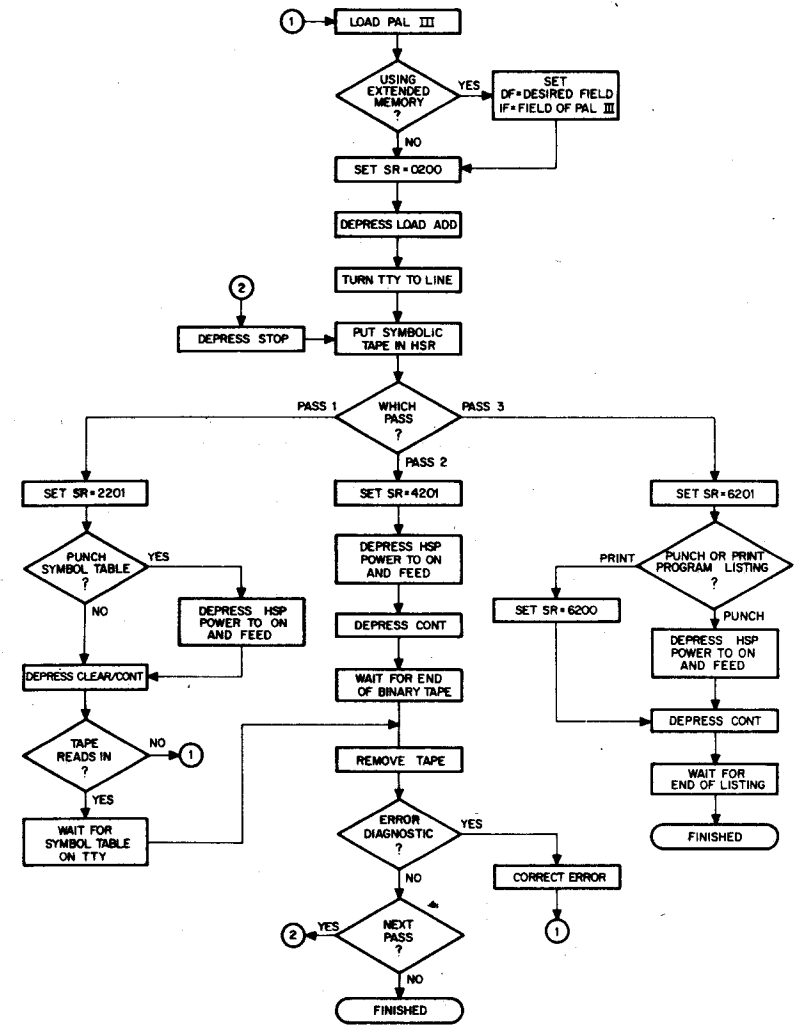 1
LOAD PAL III
USING
EXTENDED
MEMORY
?
YES
SET
DF=DESIRED FIELD
IF=FIELD OF PAL III
NO
SET SR=0200
DEPRESS LOAD ADD
TURN TTY TO LINE
2
DEPRESS STOP
PUT SYMBOLIC
TAPE IN HSR
WHICH
PASS
?
PASS 1
PASS 3
PASS 2
SET SR=2201
SET SR=4201
SET SR=6201
PUNCH
SYMBOL TABLE
?
YES
NO
DEPRESS HSP
POWER TO ON
AND FEED
DEPRESS CLEAR/CONT
TAPE
READS IN
?
NO
1
YES
WAIT FOR
SYMBOL TABLE
ON TTY
DEPRESS HSP
POWER TO ON
AND FEED
DEPRESS CONT
WAIT FOR END
OF BINARY TAPE
REMOVE TAPE
ERROR
DIAGNOSTIC
?
YES
CORRECT ERROR
1
NO
NEXT
PASS
?
YES
2
NO
FINISHED
PUNCH OR PRINT
PROGRAM LISTING
?
PRINT
SET SR=6200
PUNCH
DEPRESS HSP
POWER TO ON
AND FEED
DEPRESS CONT
WAIT FOR
END OF LISTING
FINISHED